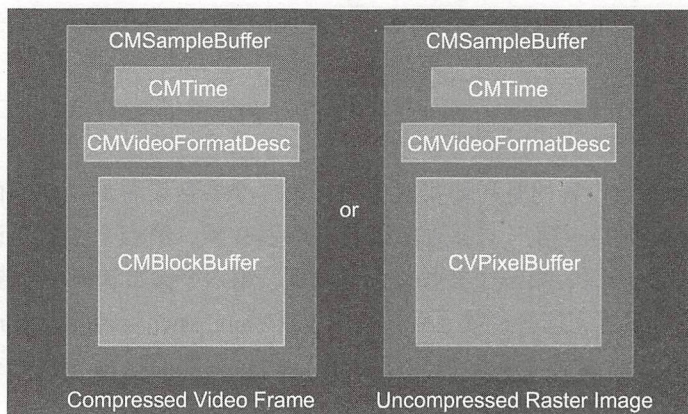 CMSampleBuffer
CMTime
CMVideoFormatDesc
CMBlockBuffer
Compressed Video Frame
or
CMSampleBuffer
CMTime
CMVideoFormatDesc
CVPixelBuffer
Uncompressed Raster Image